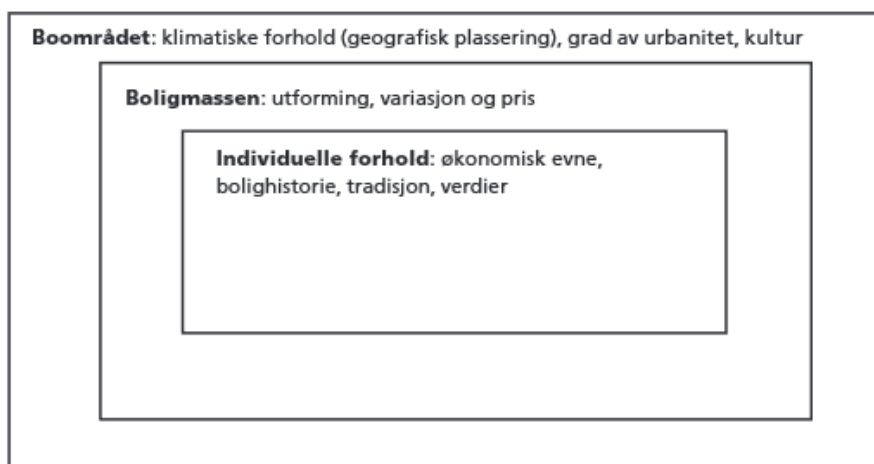 Boområdet: klimatiske forhold (geografisk plassering), grad av urbanitet, kultur
Boligmassen: utforming, variasjon og pris
Individuelle forhold: økonomisk evne,
bolighistorie, tradisjon, verdier